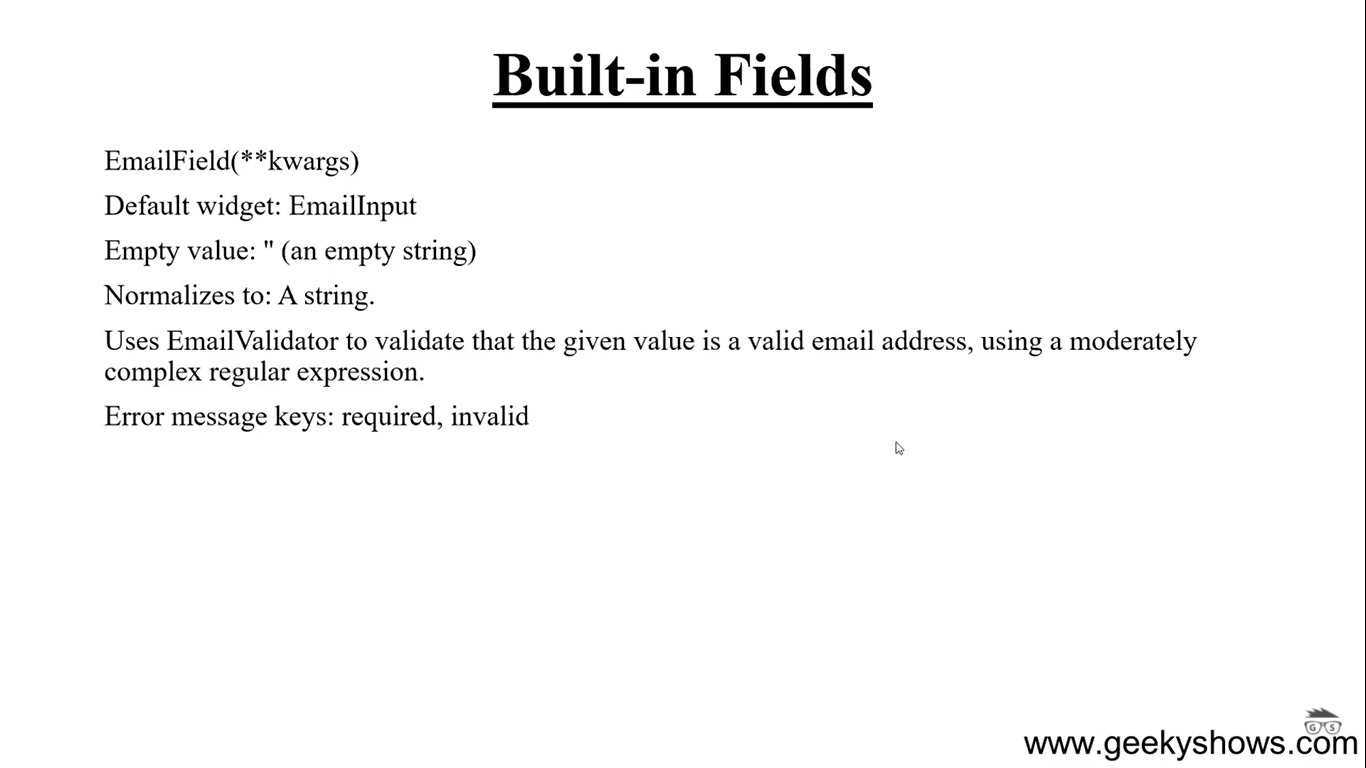 Built-in Fields
EmailField(**kwargs)
Default widget: EmailInput
Empty value: '' (an empty string)
Normalizes to: A string.
Uses EmailValidator to validate that the given value is a valid email address, using a moderately
complex regular expression.
Error message keys: required, invalid
G S
www.geekyshows.com